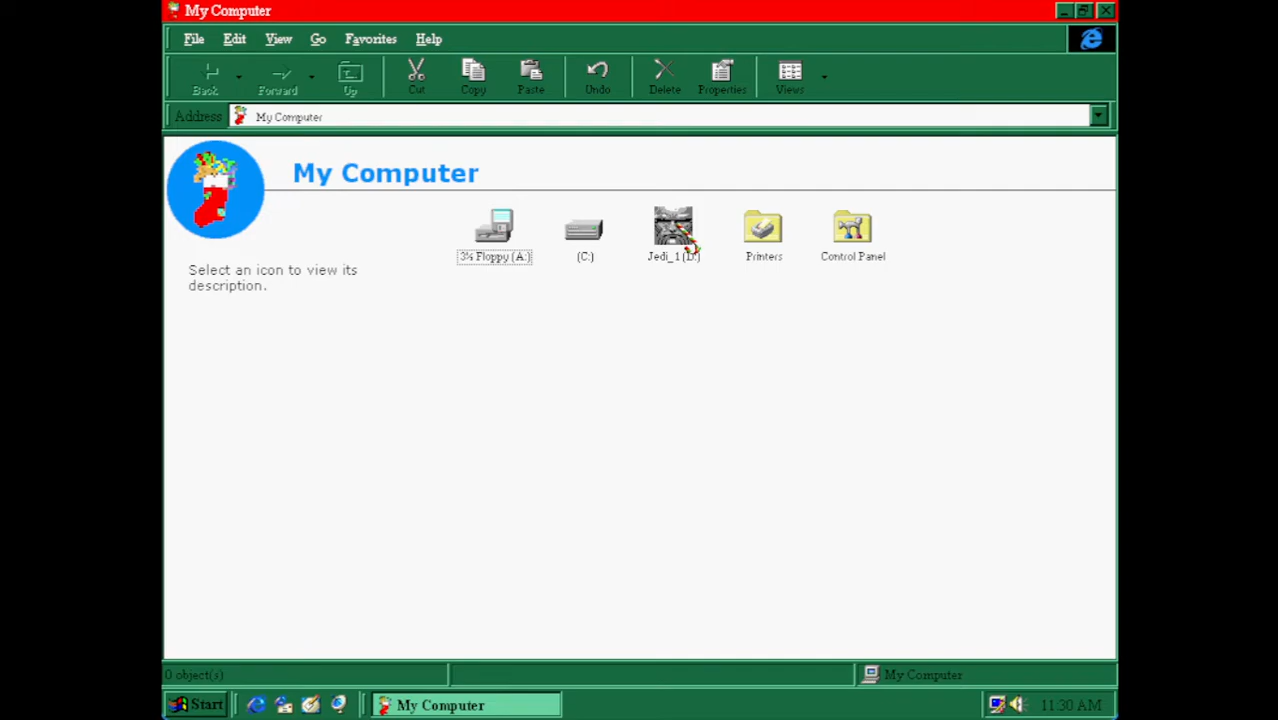 My Computer
File Edit View Go Favorites Help
Back Forward Up Cut Copy Paste Undo Delete Properties Views
Address My Computer
My Computer
3½ Floppy (A:) (C:) Jedi_1 (D:) Printers Control Panel
Select an icon to view its
description.
0 object(s) My Computer
Start My Computer 11:30 AM